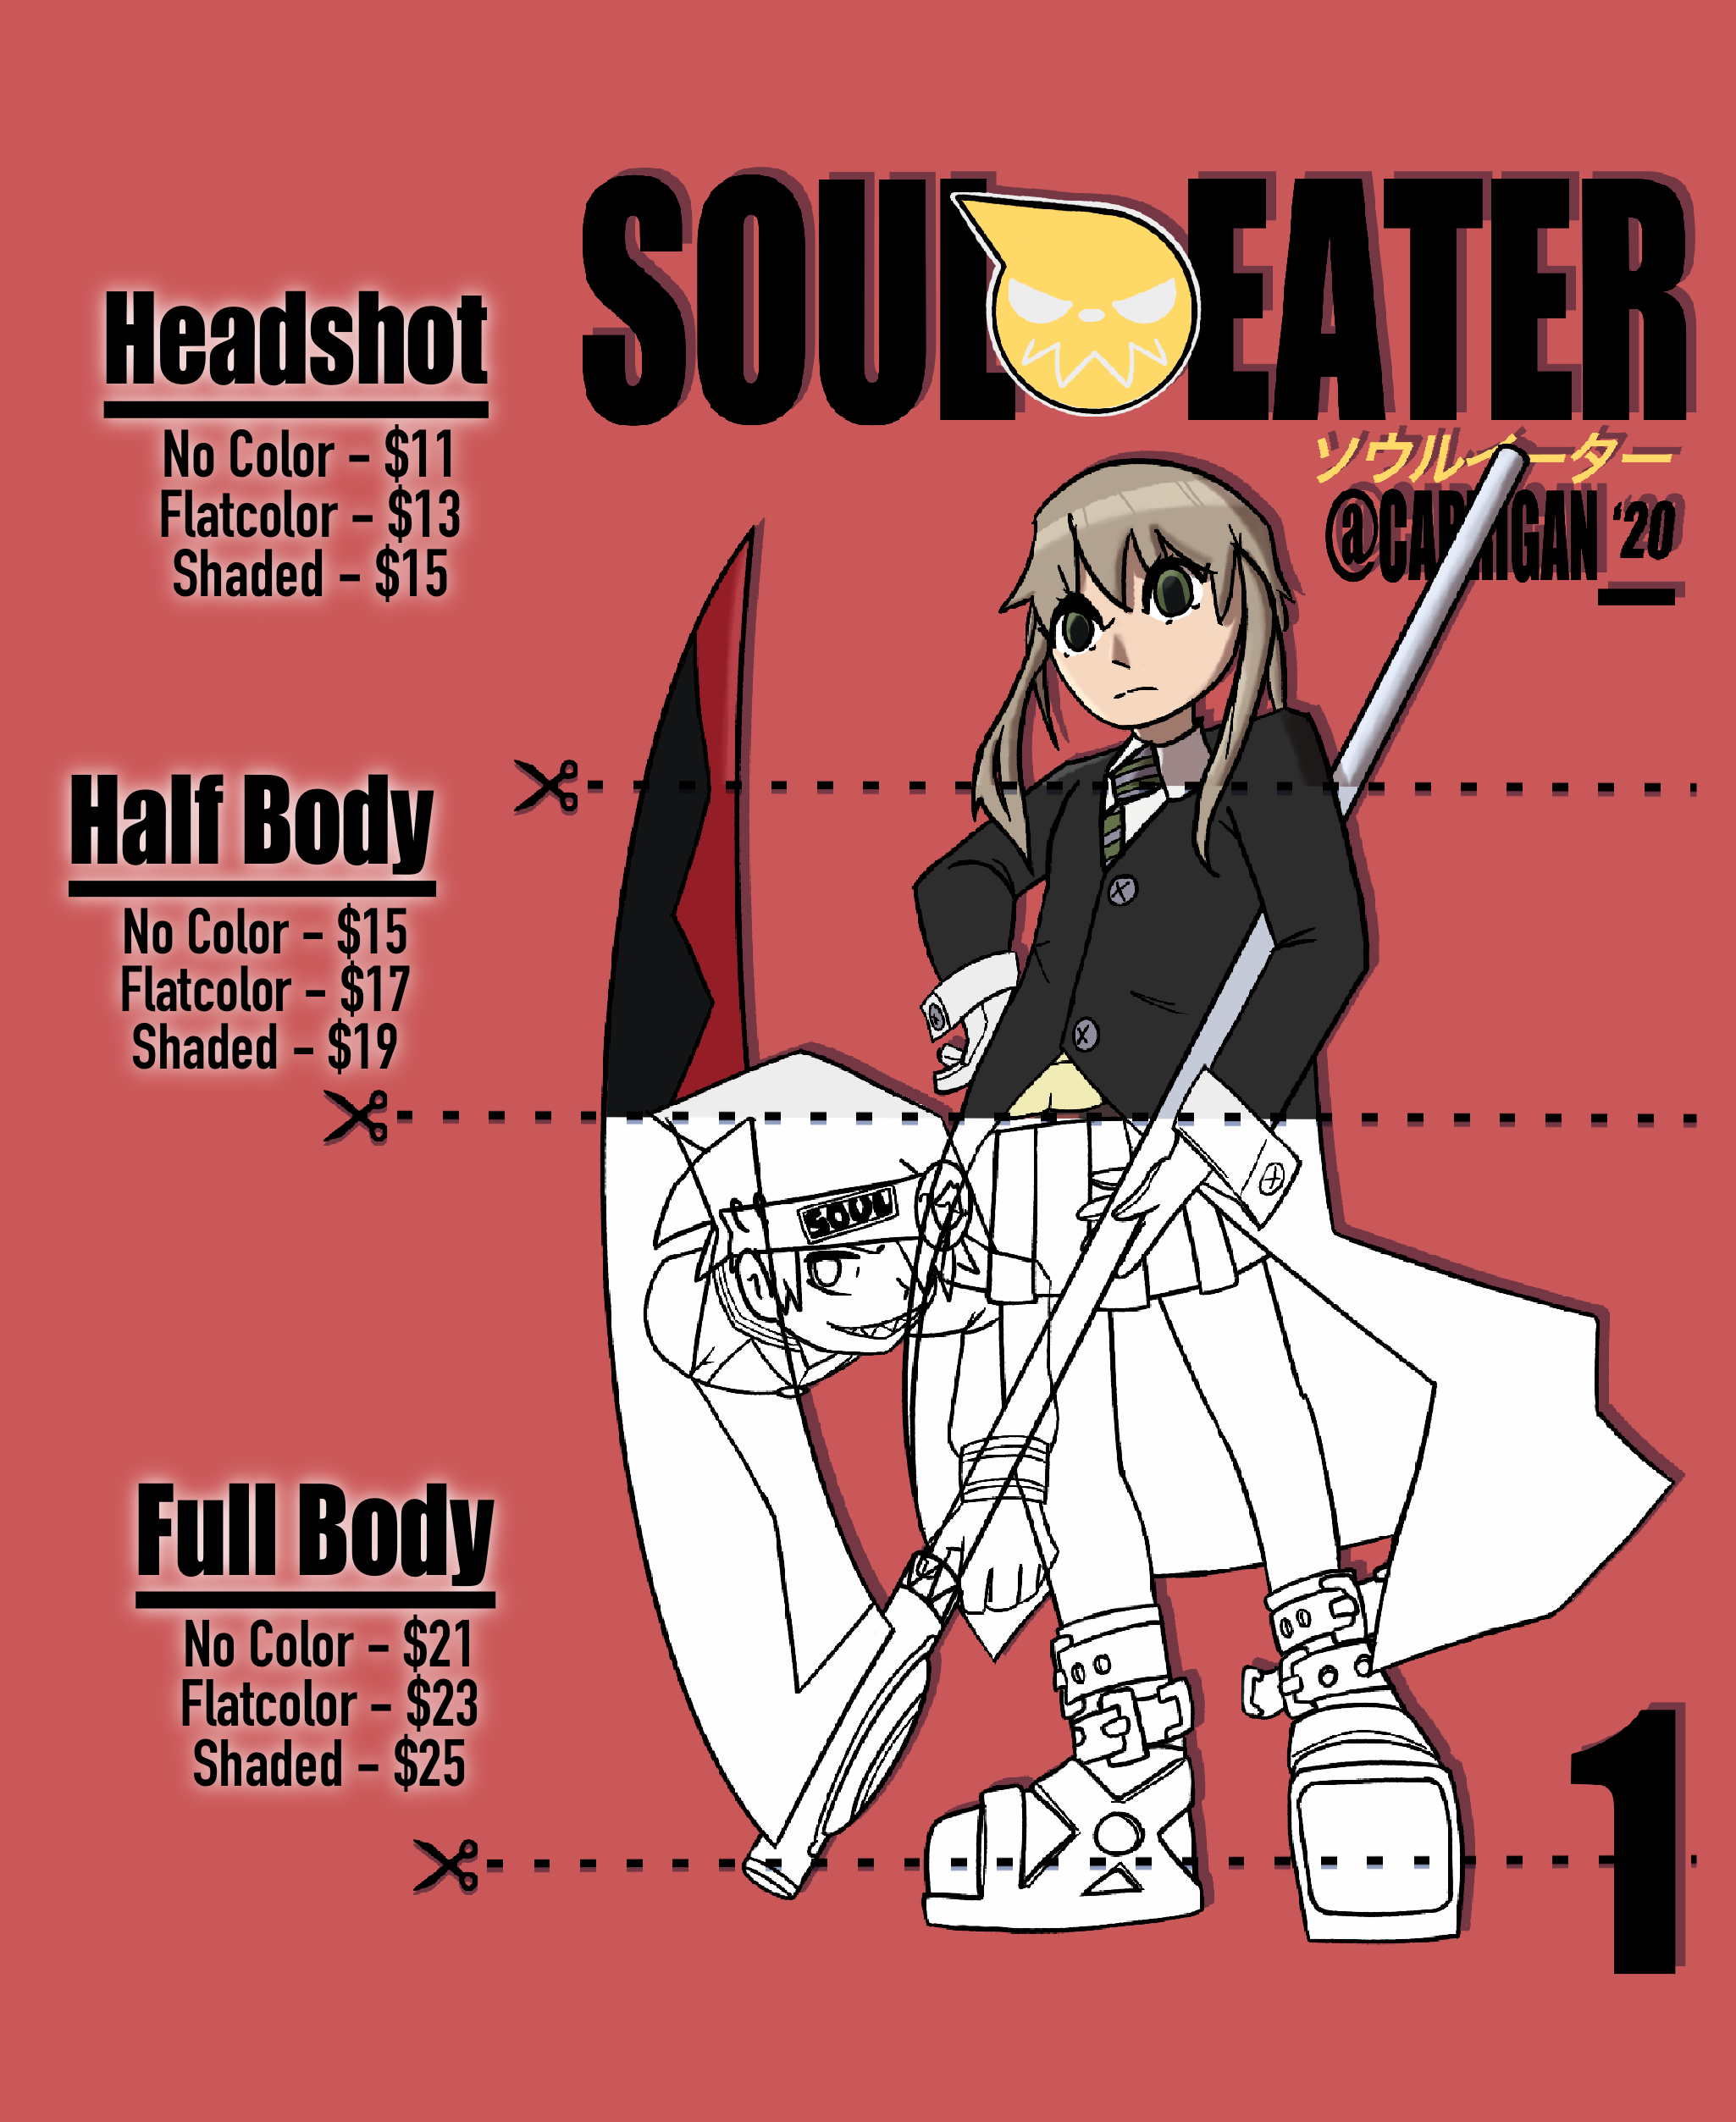 SOUL EATER
ソウルイーター
@CARRIGAN_'20
Headshot
No Color – $11
Flatcolor – $13
Shaded – $15
Half Body
No Color – $15
Flatcolor – $17
Shaded – $19
SOUL
Full Body
No Color – $21
Flatcolor – $23
Shaded – $25
1